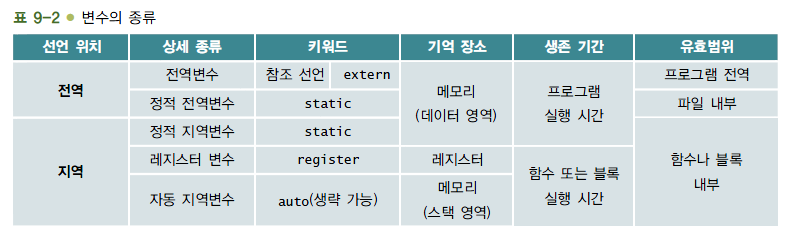 표 9-2 ● 변수의 종류
선언 위치 상세 종류 키워드 기억 장소 생존 기간 유효범위
전역 전역변수 참조 선언 extern 메모리 (데이터 영역) 프로그램 실행 시간 프로그램 전역
정적 전역변수 static 파일 내부
지역 정적 지역변수 static 함수나 블록 내부
레지스터 변수 register 레지스터 함수 또는 블록 실행 시간
자동 지역변수 auto(생략 가능) 메모리 (스택 영역)